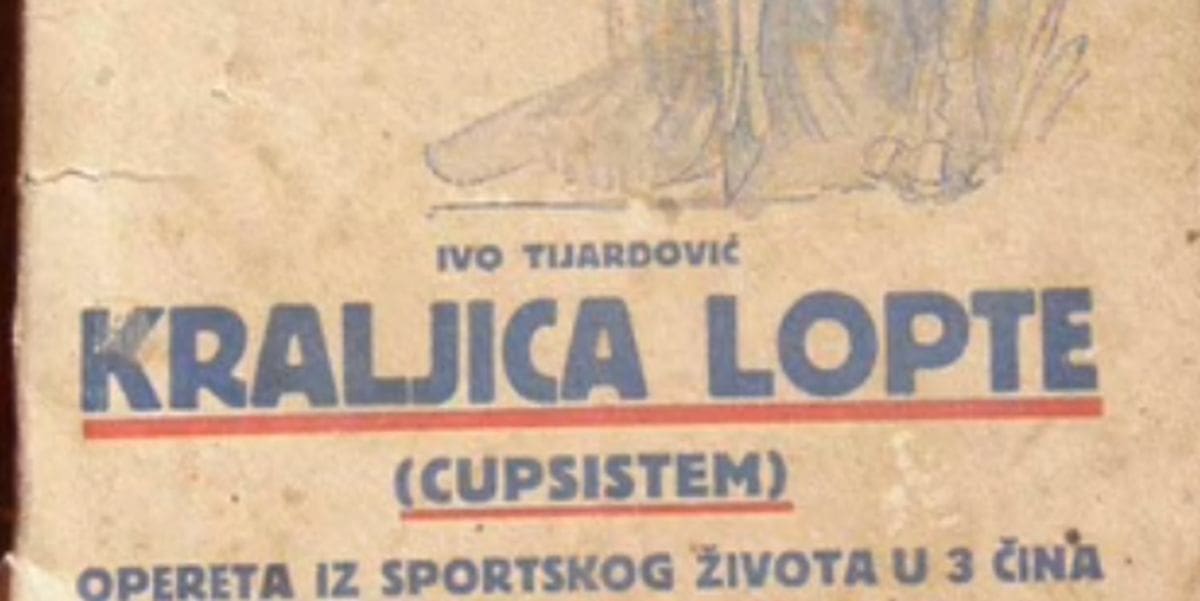 IVO TIJARDOVIĆ
KRALJICA LOPTE
(CUPSISTEM)
OPERETA IZ SPORTSKOG ŽIVOTA U 3 ČINA